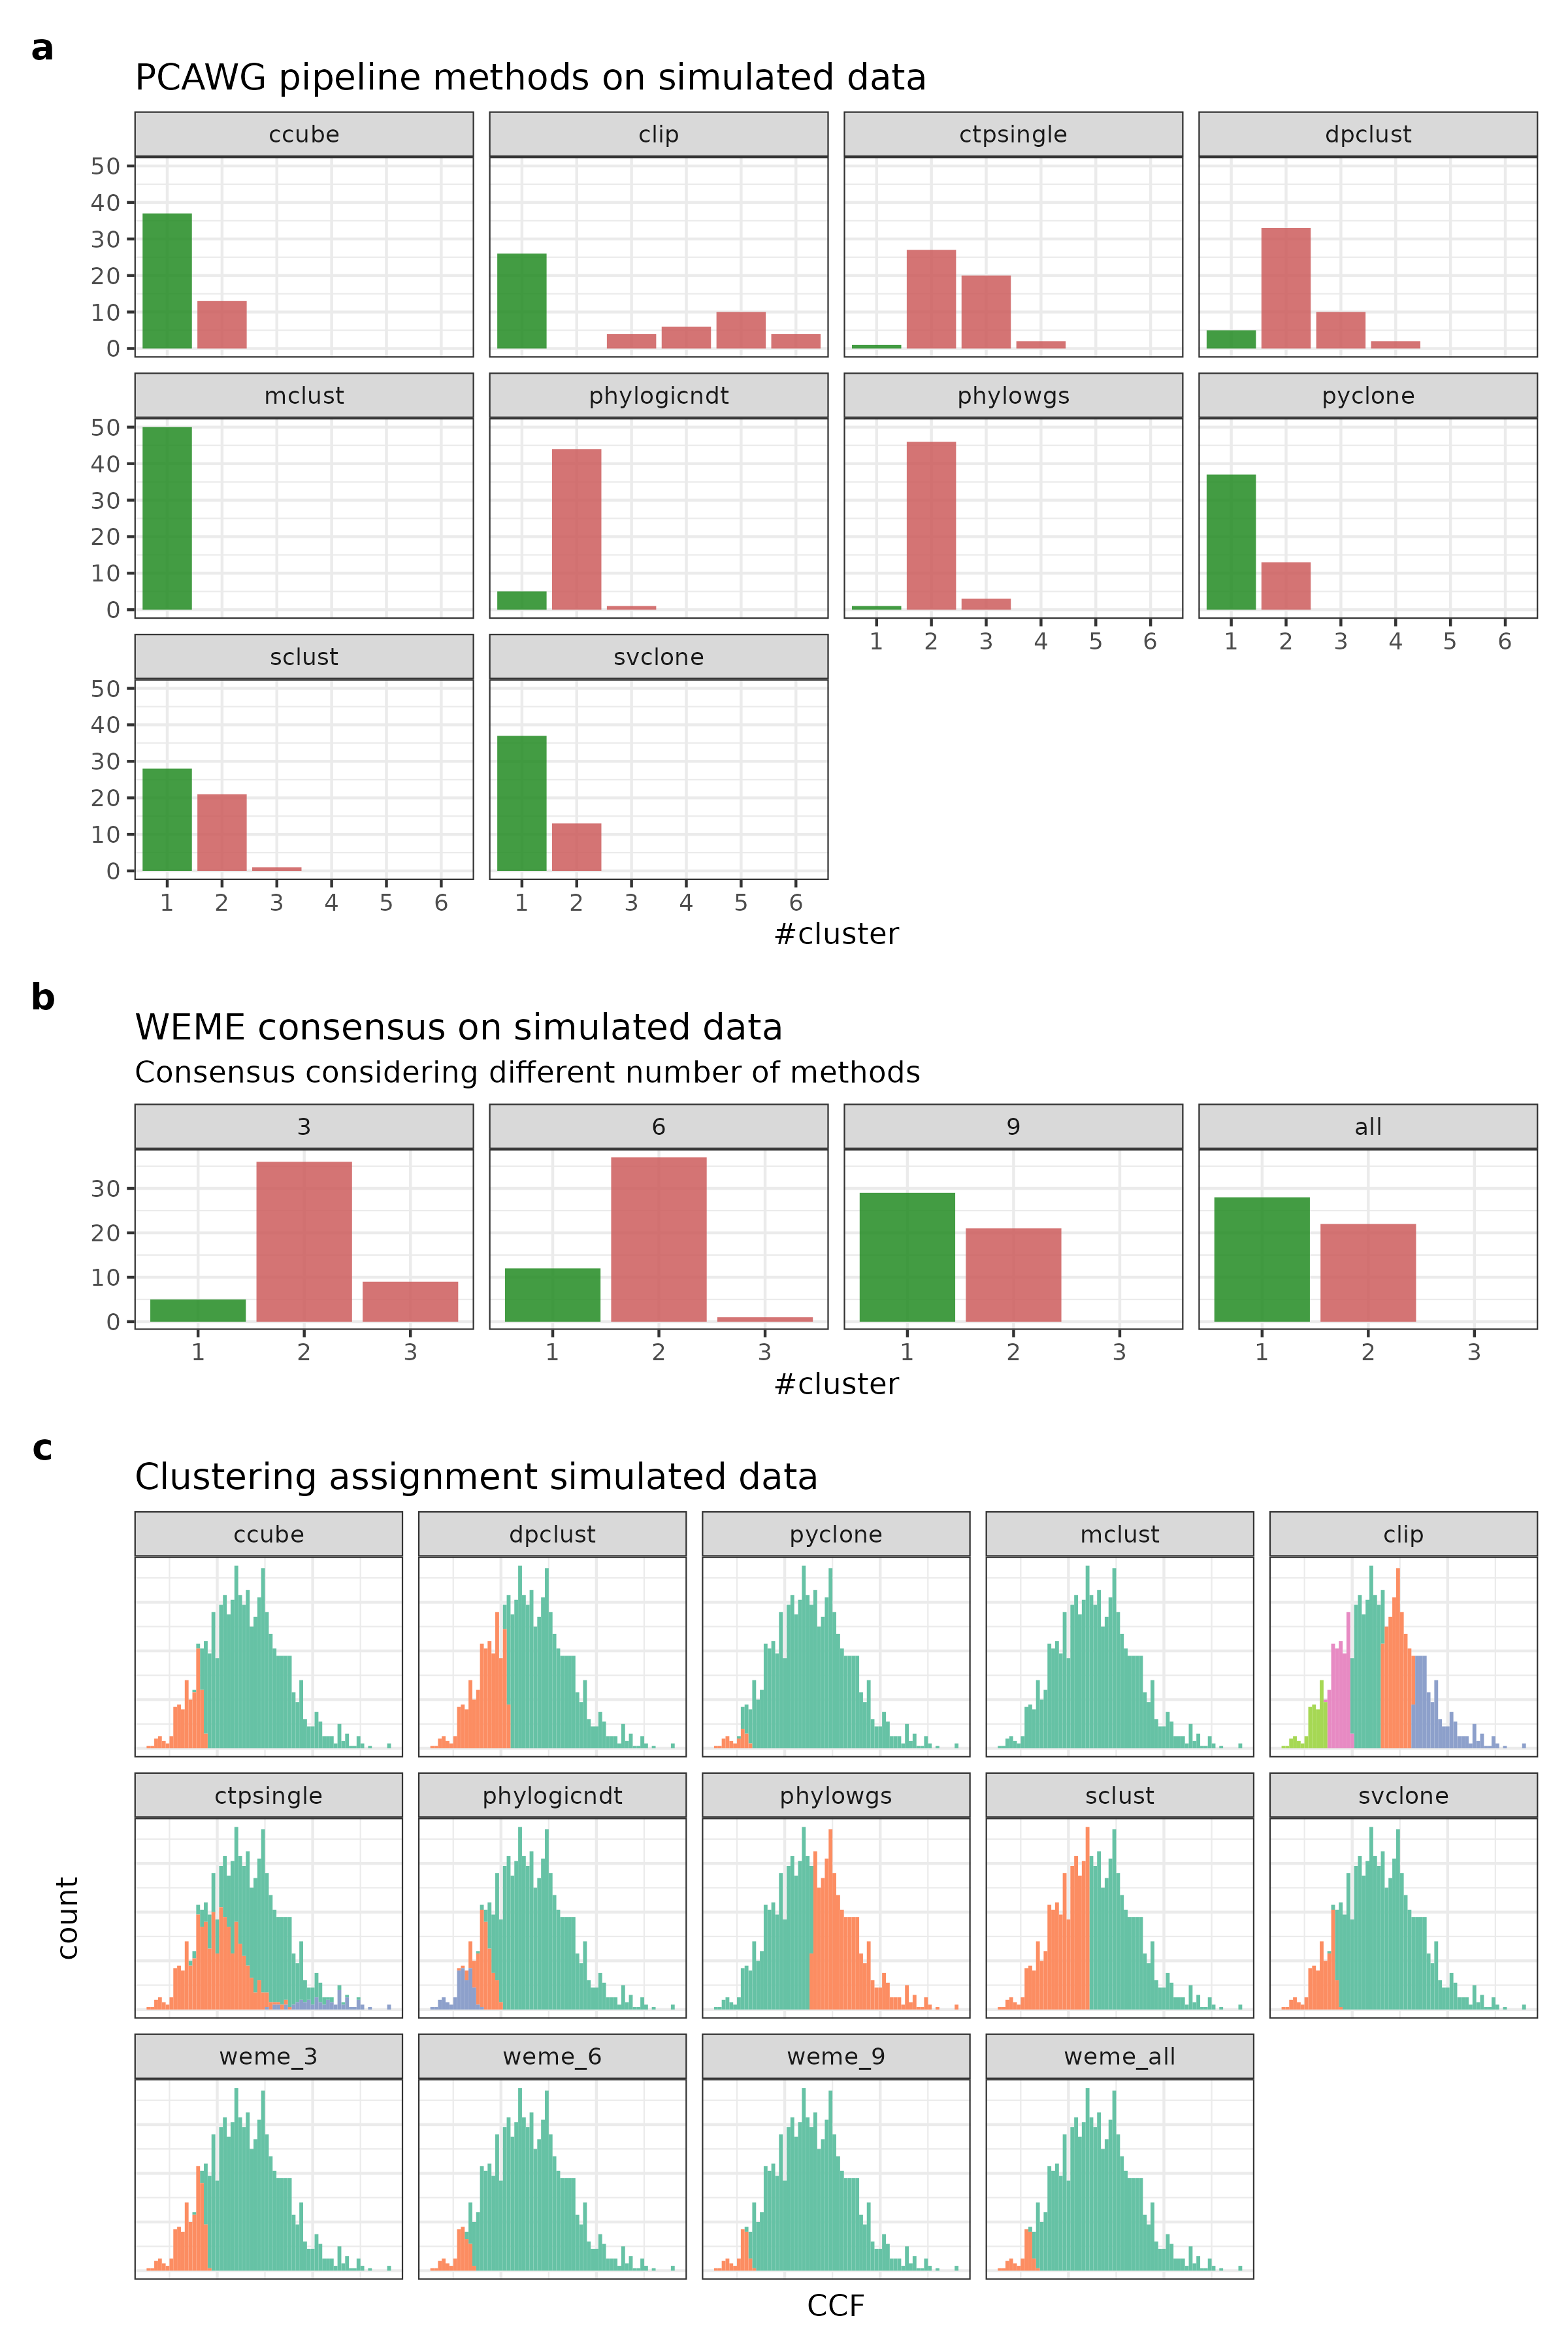 a
PCAWG pipeline methods on simulated data
ccube clip ctpsingle dpclust
50
40
30
20
10
0
mclust phylogicndt phylowgs pyclone
50
40
30
20
10
0
1 2 3 4 5 6 1 2 3 4 5 6
sclust svclone
50
40
30
20
10
0
1 2 3 4 5 6 1 2 3 4 5 6
#cluster
b
WEME consensus on simulated data
Consensus considering different number of methods
3 6 9 all
30
20
10
0
1 2 3 1 2 3 1 2 3 1 2 3
#cluster
c
Clustering assignment simulated data
ccube dpclust pyclone mclust clip
ctpsingle phylogicndt phylowgs sclust svclone
count
weme_3 weme_6 weme_9 weme_all
CCF